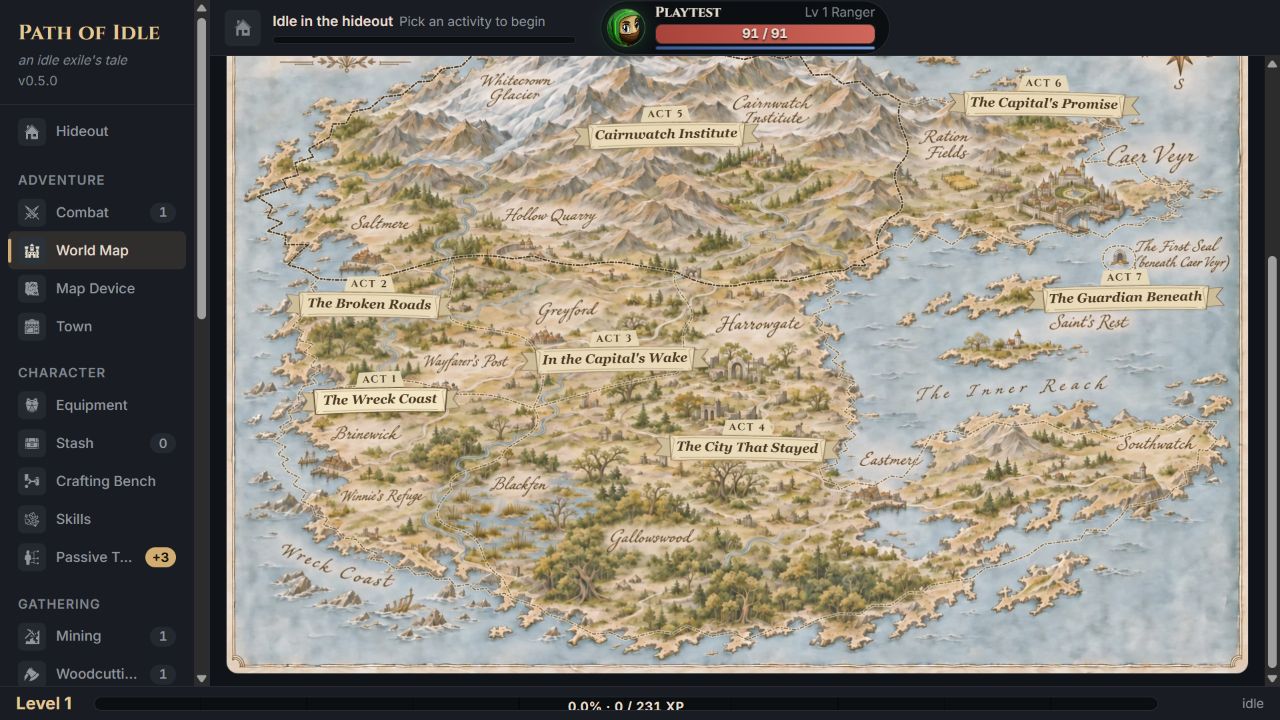 PATH OF IDLE
an idle exile's tale
v0.5.0
Hideout
ADVENTURE
Combat 1
World Map
Map Device
Town
CHARACTER
Equipment
Stash 0
Crafting Bench
Skills
Passive T... +3
GATHERING
Mining 1
Woodcutti... 1
Idle in the hideout Pick an activity to begin
PLAYTEST Lv 1 Ranger
91 / 91
S
Whitecrown
Glacier
ACT 5
Cairnwatch Institute
Cairnwatch
Institute
ACT 6
The Capital's Promise
Ration
Fields
Caer Veyr
Saltmere
Hollow Quarry
The First Seal
(beneath Caer Veyr)
ACT 7
The Guardian Beneath
Saint's Rest
ACT 2
The Broken Roads
Greyford
Harrowgate
ACT 3
In the Capital's Wake
Wayfarer's Post
ACT 1
The Wreck Coast
The Inner Reach
Brinewick
ACT 4
The City That Stayed
Eastmery
Southwatch
Winnie's Refuge
Blackfen
Gallowswood
Wreck Coast
Level 1
0.0% · 0 / 231 XP
idle